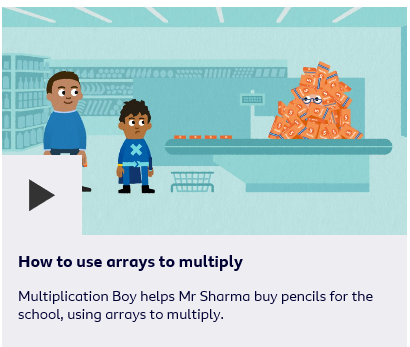 How to use arrays to multiply
Multiplication Boy helps Mr Sharma buy pencils for the
school, using arrays to multiply.